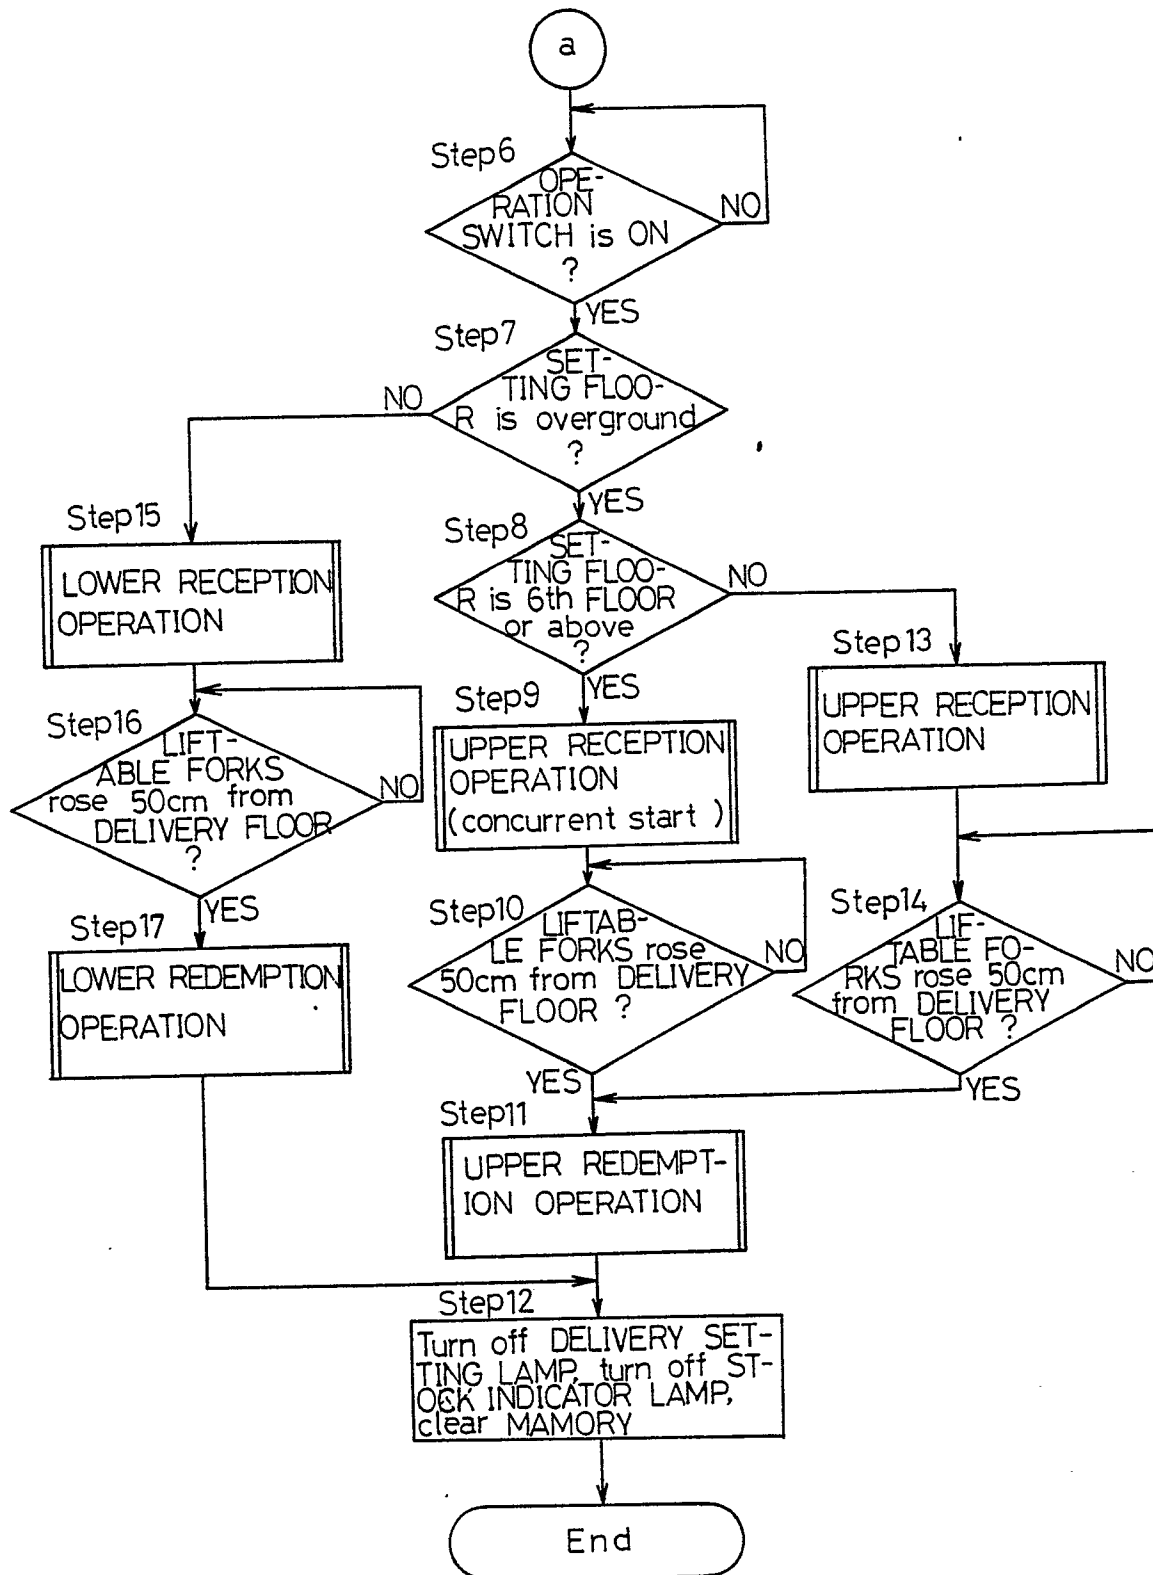 a
Step6
OPE-
RATION
SWITCH is ON
?
NO
YES
Step7
SET-
TING FLOO-
R is overground
?
NO
YES
Step8
SET-
TING FLOO-
R is 6th FLOOR
or above
?
NO
YES
Step15
LOWER RECEPTION
OPERATION
Step16
LIFT-
ABLE FORKS
rose 50cm from
DELIVERY FLOOR
?
NO
YES
Step17
LOWER REDEMPTION
OPERATION
Step9
UPPER RECEPTION
OPERATION
(concurrent start )
Step10
LIFTAB-
LE FORKS rose
50cm from DELIVERY
FLOOR ?
NO
YES
Step13
UPPER RECEPTION
OPERATION
Step14
LIF-
TABLE FO-
RKS rose 50cm
from DELIVERY
FLOOR ?
NO
YES
Step11
UPPER REDEMPT-
ION OPERATION
Step12
Turn off DELIVERY SET-
TING LAMP, turn off ST-
OCK INDICATOR LAMP,
clear MAMORY
End